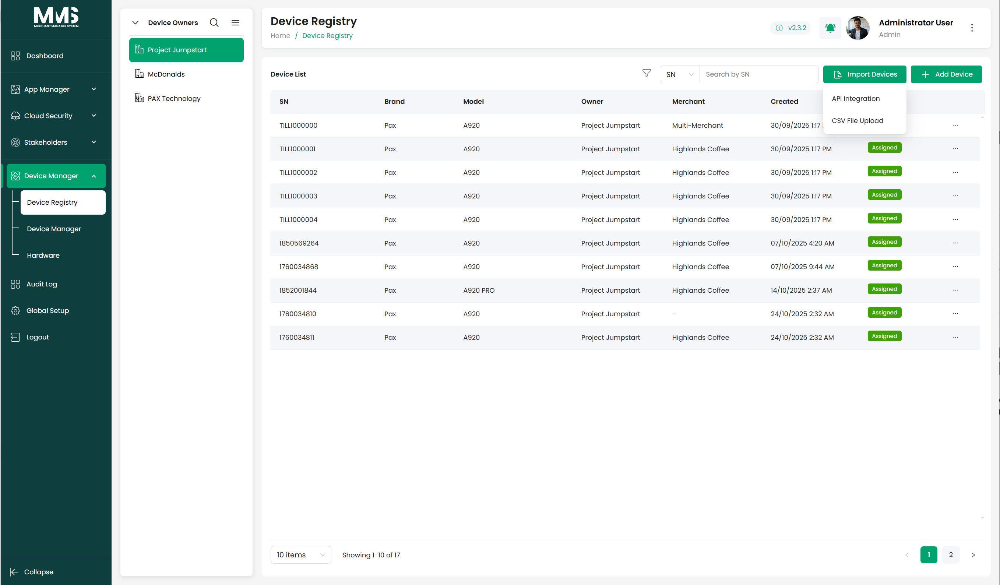 MMS
MERCHANT MANAGER SYSTEM
Dashboard
App Manager
Cloud Security
Stakeholders
Device Manager
Device Registry
Device Manager
Hardware
Audit Log
Global Setup
Logout
Collapse
Device Owners
Project Jumpstart
McDonalds
PAX Technology
Device Registry
Home / Device Registry
v2.3.2
Administrator User
Admin
Device List
SN Search by SN Import Devices Add Device
API Integration
CSV File Upload
SN Brand Model Owner Merchant Created
TILL1000000 Pax A920 Project Jumpstart Multi-Merchant 30/09/2025 1:17
TILL1000001 Pax A920 Project Jumpstart Highlands Coffee 30/09/2025 1:17 PM Assigned ...
TILL1000002 Pax A920 Project Jumpstart Highlands Coffee 30/09/2025 1:17 PM Assigned ...
TILL1000003 Pax A920 Project Jumpstart Highlands Coffee 30/09/2025 1:17 PM Assigned ...
TILL1000004 Pax A920 Project Jumpstart Highlands Coffee 30/09/2025 1:17 PM Assigned ...
1850569264 Pax A920 Project Jumpstart Highlands Coffee 07/10/2025 4:20 AM Assigned ...
1760034868 Pax A920 Project Jumpstart Highlands Coffee 07/10/2025 9:44 AM Assigned ...
1852001844 Pax A920 PRO Project Jumpstart Highlands Coffee 14/10/2025 2:37 AM Assigned ...
1760034810 Pax A920 Project Jumpstart - 24/10/2025 2:32 AM Assigned ...
1760034811 Pax A920 Project Jumpstart Highlands Coffee 24/10/2025 2:32 AM Assigned ...
10 items Showing 1-10 of 17 < 1 2 >